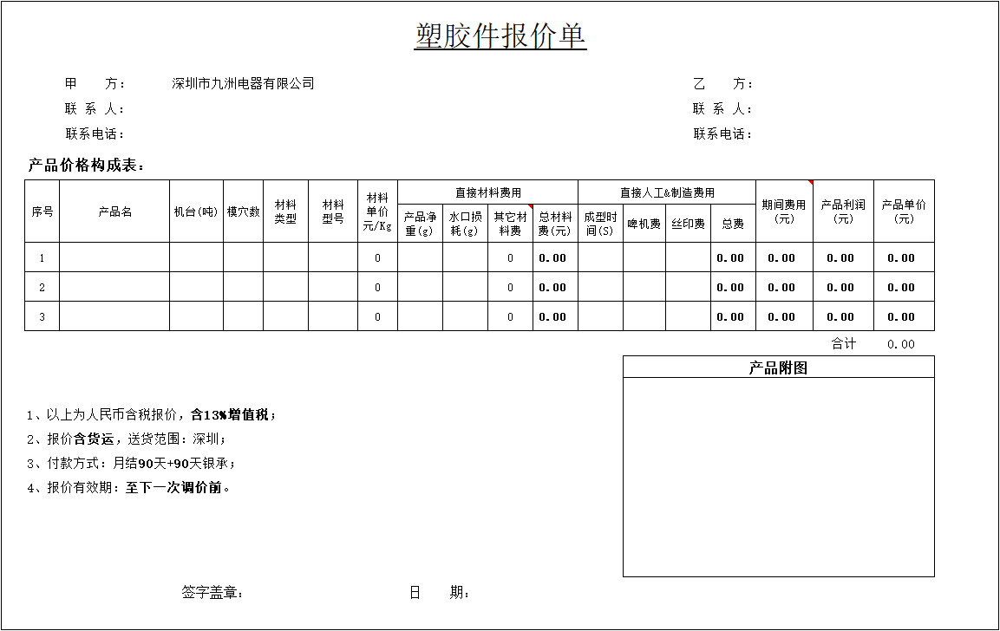 塑胶件报价单
甲 方: 深圳市九洲电器有限公司 乙 方:
联 系 人: 联 系 人:
联系电话: 联系电话:
产品价格构成表:
序号 产品名 机台(吨) 模穴数 材料类型 材料型号 材料单价元/Kg 直接材料费用 直接人工&制造费用 期间费用(元) 产品利润(元) 产品单价(元)
产品净重(g) 水口损耗(g) 其它材料费 总材料费(元) 成型时间(S) 啤机费 丝印费 总费
1 0 0 0.00 0.00 0.00 0.00 0.00
2 0 0 0.00 0.00 0.00 0.00 0.00
3 0 0 0.00 0.00 0.00 0.00 0.00
合计 0.00
产品附图
1、以上为人民币含税报价，含13%增值税；
2、报价含货运，送货范围：深圳；
3、付款方式：月结90天+90天银承；
4、报价有效期：至下一次调价前。
签字盖章: 日 期: